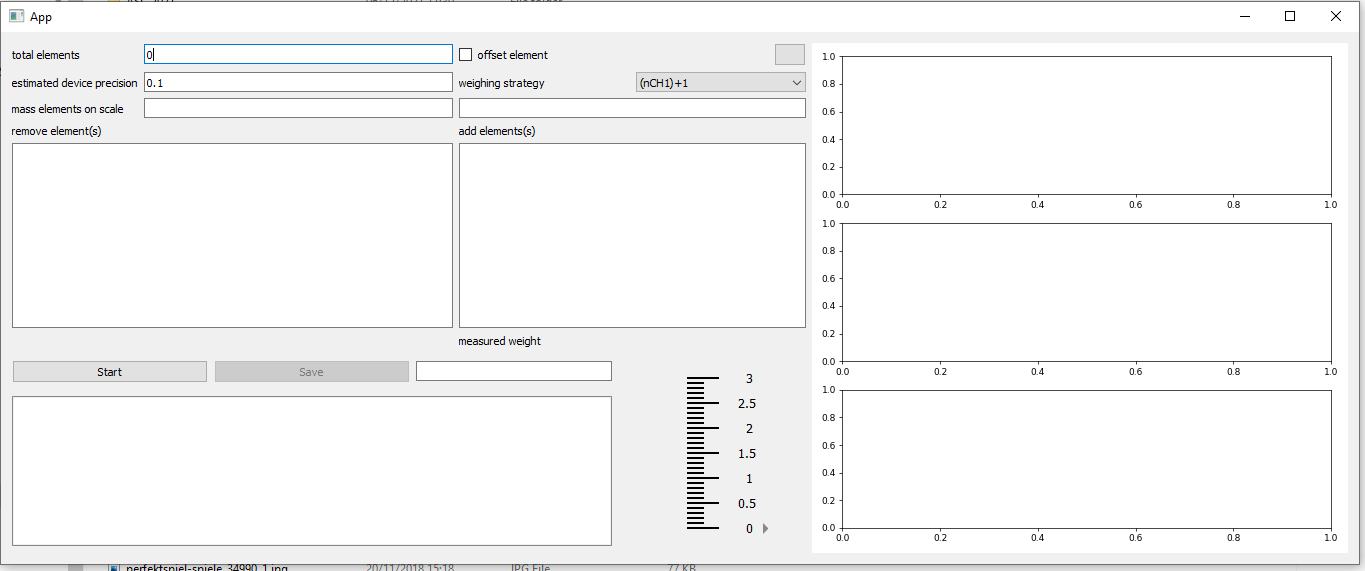 App
total elements 0 offset element
estimated device precision 0.1 weighing strategy (nCH1)+1
mass elements on scale
remove element(s) add elements(s)
measured weight
Start Save
3
2.5
2
1.5
1
0.5
0
1.0
0.8
0.6
0.4
0.2
0.0
0.0 0.2 0.4 0.6 0.8 1.0
1.0
0.8
0.6
0.4
0.2
0.0
0.0 0.2 0.4 0.6 0.8 1.0
1.0
0.8
0.6
0.4
0.2
0.0
0.0 0.2 0.4 0.6 0.8 1.0
perfektspiel-spiele_34990_1.jpg 20/11/2018 15:18 JPG File 77 KB